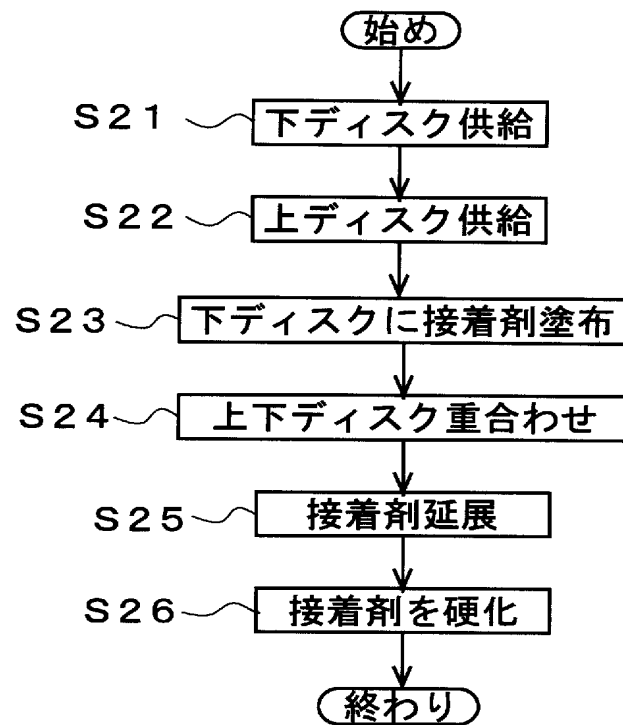 始め
S21 下ディスク供給
S22 上ディスク供給
S23 下ディスクに接着剤塗布
S24 上下ディスク重合わせ
S25 接着剤延展
S26 接着剤を硬化
終わり